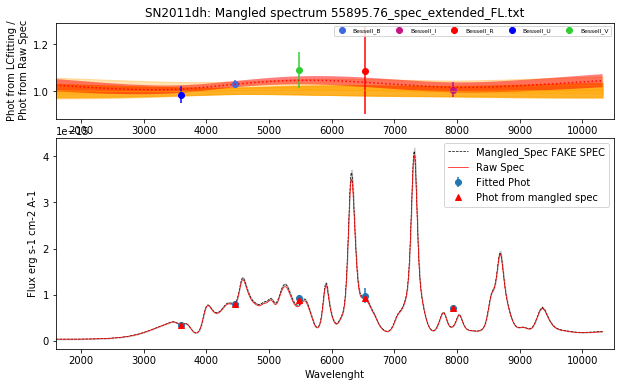 SN2011dh: Mangled spectrum 55895.76_spec_extended_FL.txt
Phot from LCfitting /
Phot from Raw Spec
1.2
1.0
Bessell_B
Bessell_I
Bessell_R
Bessell_U
Bessell_V
2000 3000 4000 5000 6000 7000 8000 9000 10000
Flux erg s-1 cm-2 A-1
4
3
2
1
0
Mangled_Spec FAKE SPEC
Raw Spec
Fitted Phot
Phot from mangled spec
2000 3000 4000 5000 6000 7000 8000 9000 10000
Wavelenght